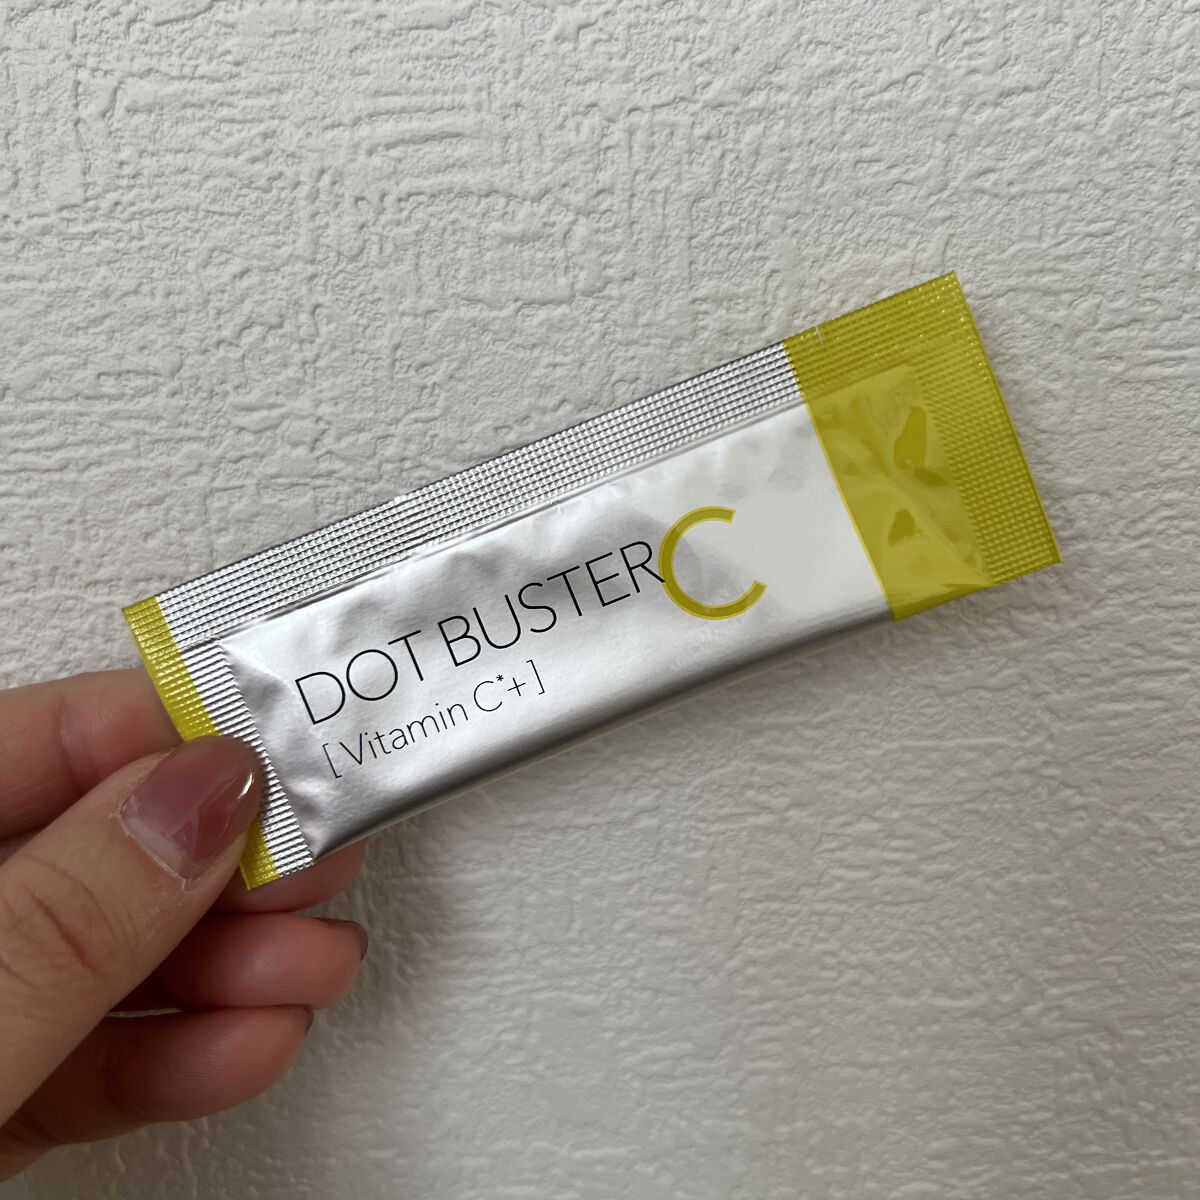 DOT BUSTER C
[Vitamin C*+]